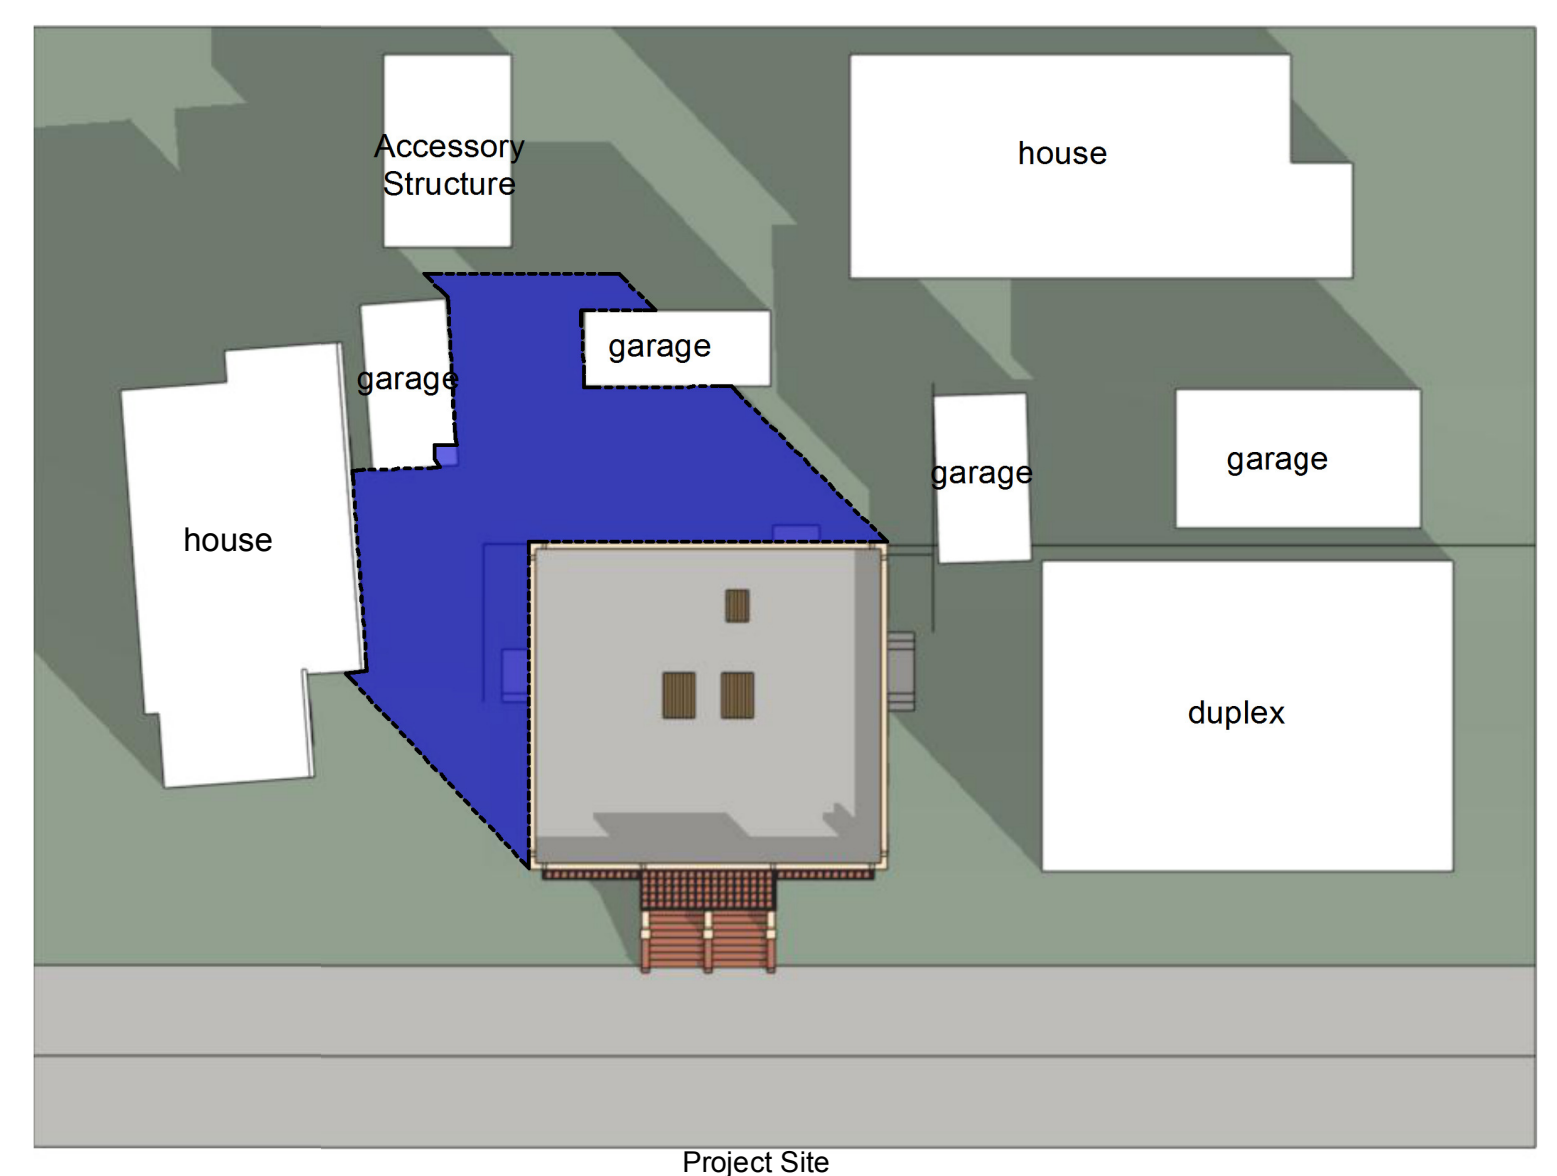 Accessory
Structure
house
garage
garage
garage
garage
house
duplex
Project Site